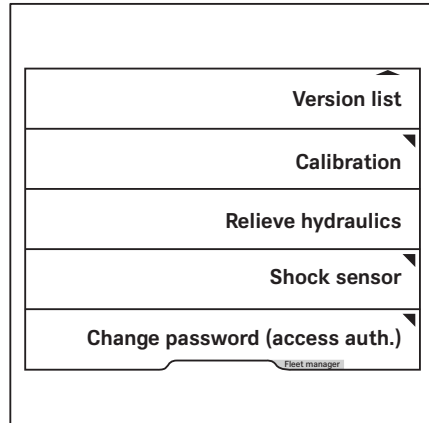 Version list
Calibration
Relieve hydraulics
Shock sensor
Change password (access auth.)
Fleet manager